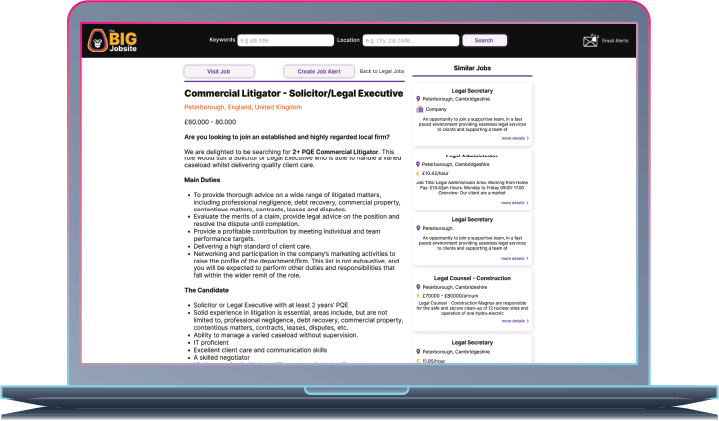 The
BIG
Jobsite
Keywords e.g job title Location e.g. city, zip code... Search Email Alerts
Visit Job Create Job Alert Back to Legal Jobs
Commercial Litigator - Solicitor/Legal Executive
Peterborough, England, United Kingdom
£60.000 - 80.000
Are you looking to join an established and highly regarded local firm?
We are delighted to be searching for 2+ PQE Commercial Litigator. This
role would suit a Solicitor or Legal Executive who is able to handle a varied
caseload whilst delivering quality client care.
Main Duties
• To provide thorough advice on a wide range of litigated matters,
including professional negligence, debt recovery, commercial property,
contentious matters, contracts, leases and disputes.
• Evaluate the merits of a claim, provide legal advice on the position and
resolve the dispute until completion.
• Provide a profitable contribution by meeting individual and team
performance targets.
• Delivering a high standard of client care.
• Networking and participation in the company's marketing activities to
raise the profile of the department/firm. This list is not exhaustive, and
you will be expected to perform other duties and responsibilities that
fall within the wider remit of the role.
The Candidate
• Solicitor or Legal Executive with at least 2 years' PQE
• Solid experience in litigation is essential, areas include, but are not
limited to, professional negligence, debt recovery, commercial property,
contentious matters, contracts, leases, disputes, etc.
• Ability to manage a varied caseload without supervision.
• IT proficient
• Excellent client care and communication skills
• A skilled negotiator
Similar Jobs
Legal Secretary
Peterborough, Cambridgeshire
Company
An opportunity to join a supportive team, in a fast
paced environment providing seamless legal services
to clients and supporting a team of
more details
Legal Administrator
Peterborough, Cambridgeshire
£ £10.42/hour
Job Title: Legal Administrator Area: Working from Home
Pay: £10.42ph Hours: Monday to Friday 09:00-17.00
Overview: Our client are a market
more details
Legal Secretary
Peterborough
An opportunity to join a supportive team, in a fast
paced environment providing seamless legal services
to clients and supporting a team of
more details
Legal Counsel - Construction
Peterborough, Cambridgeshire
£ £70000 - £80000/annum
Legal Counsel - Construction Magnox are responsible
for the safe and secure clean-up of 12 nuclear sites and
operation of one hydro-electric
more details
Legal Secretary
Peterborough, Cambridgeshire
£ 11.95/hour